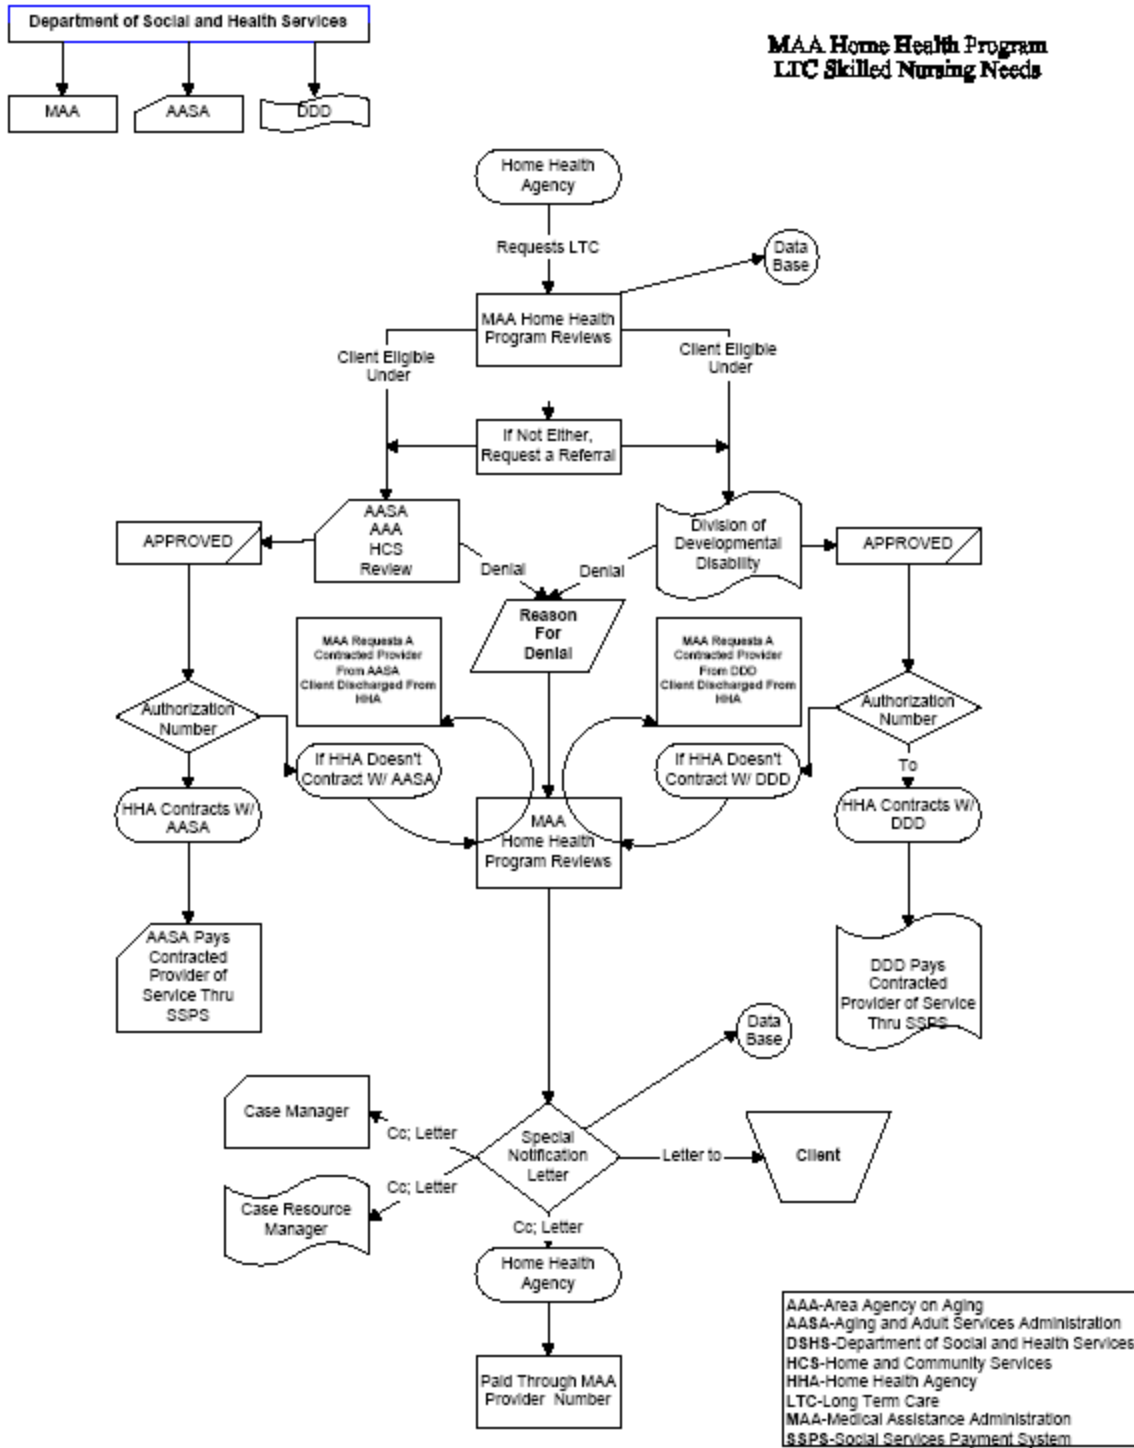 Department of Social and Health Services
MAA
AASA
DDD
MAA Home Health Program
LTC Skilled Nursing Needs
Home Health
Agency
Requests LTC
Data
Base
MAA Home Health
Program Reviews
Client Eligible
Under
Client Eligible
Under
If Not Either,
Request a Referral
APPROVED
AASA
AAA
HCS
Review
Denial
Denial
Division of
Developmental
Disability
APPROVED
Reason
For
Denial
MAA Requests A
Contracted Provider
From AASA
Client Discharged From
HHA
MAA Requests A
Contracted Provider
From DDD
Client Discharged From
HHA
Authorization
Number
Authorization
Number
If HHA Doesn't
Contract W/ AASA
If HHA Doesn't
Contract W/ DDD
To
HHA Contracts W/
AASA
MAA
Home Health
Program Reviews
HHA Contracts W/
DDD
AASA Pays
Contracted
Provider of
Service Thru
SSPS
DDD Pays
Contracted
Provider of Service
Thru SSPS
Data
Base
Case Manager
Cc; Letter
Special
Notification
Letter
Letter to
Client
Cc; Letter
Case Resource
Manager
Cc; Letter
Home Health
Agency
Paid Through MAA
Provider Number
AAA-Area Agency on Aging
AASA-Aging and Adult Services Administration
DSHS-Department of Social and Health Services
HCS-Home and Community Services
HHA-Home Health Agency
LTC-Long Term Care
MAA-Medical Assistance Administration
SSPS-Social Services Payment System